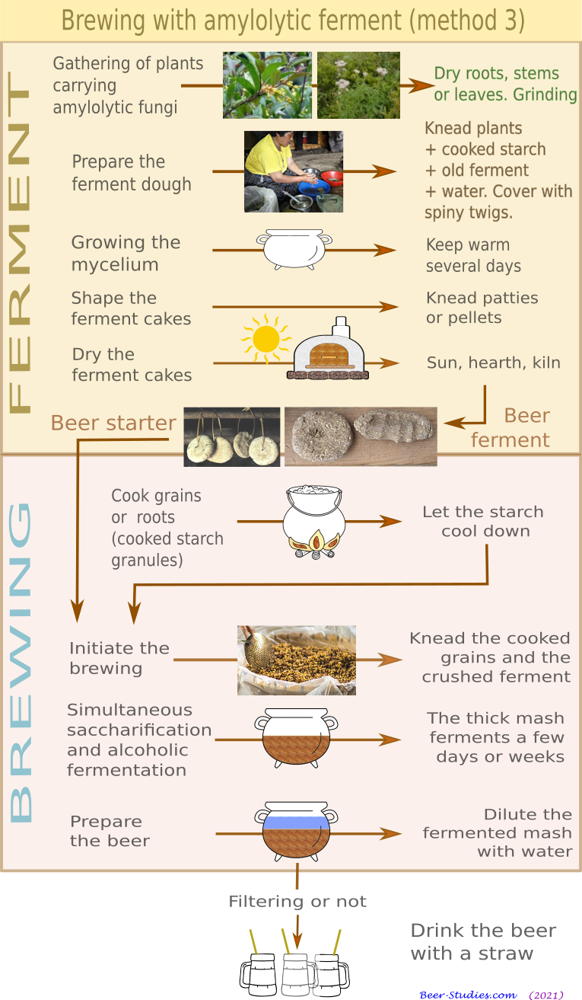 Brewing with amylolytic ferment (method 3)
FERMENT
Gathering of plants
carrying
amylolytic fungi
Dry roots, stems
or leaves. Grinding
Prepare the
ferment dough
Knead plants
+ cooked starch
+ old ferment
+ water. Cover with
spiny twigs.
Growing the
mycelium
Keep warm
several days
Shape the
ferment cakes
Knead patties
or pellets
Dry the
ferment cakes
Sun, hearth, kiln
Beer starter
Beer
ferment
BREWING
Cook grains
or roots
(cooked starch
granules)
Let the starch
cool down
Initiate the
brewing
Knead the cooked
grains and the
crushed ferment
Simultaneous
saccharification
and alcoholic
fermentation
The thick mash
ferments a few
days or weeks
Prepare
the beer
Dilute the
fermented mash
with water
Filtering or not
Drink the beer
with a straw
Beer-Studies.com (2021)